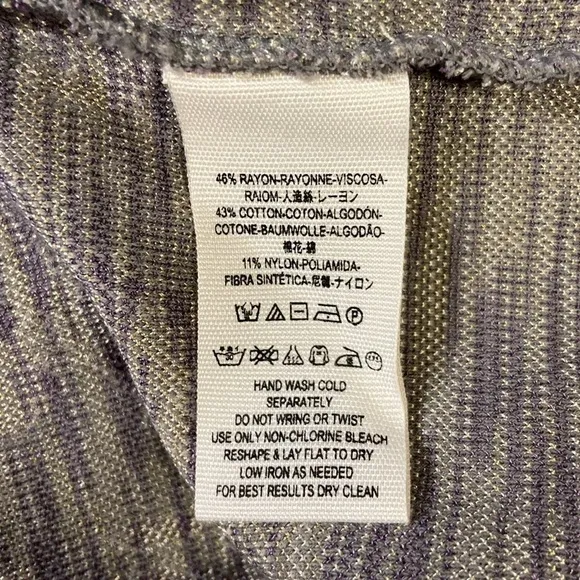 46% RAYON-RAYONNE-VISCOSA-
RAIOM-人造絲-レーヨン
43% COTTON-COTON-ALGODÓN-
COTONE-BAUMWOLLE-ALGODÃO-
棉花-綿
11% NYLON-POLIAMIDA-
FIBRA SINTÉTICA-尼龍-ナイロン
HAND WASH COLD
SEPARATELY
DO NOT WRING OR TWIST
USE ONLY NON-CHLORINE BLEACH
RESHAPE & LAY FLAT TO DRY
LOW IRON AS NEEDED
FOR BEST RESULTS DRY CLEAN